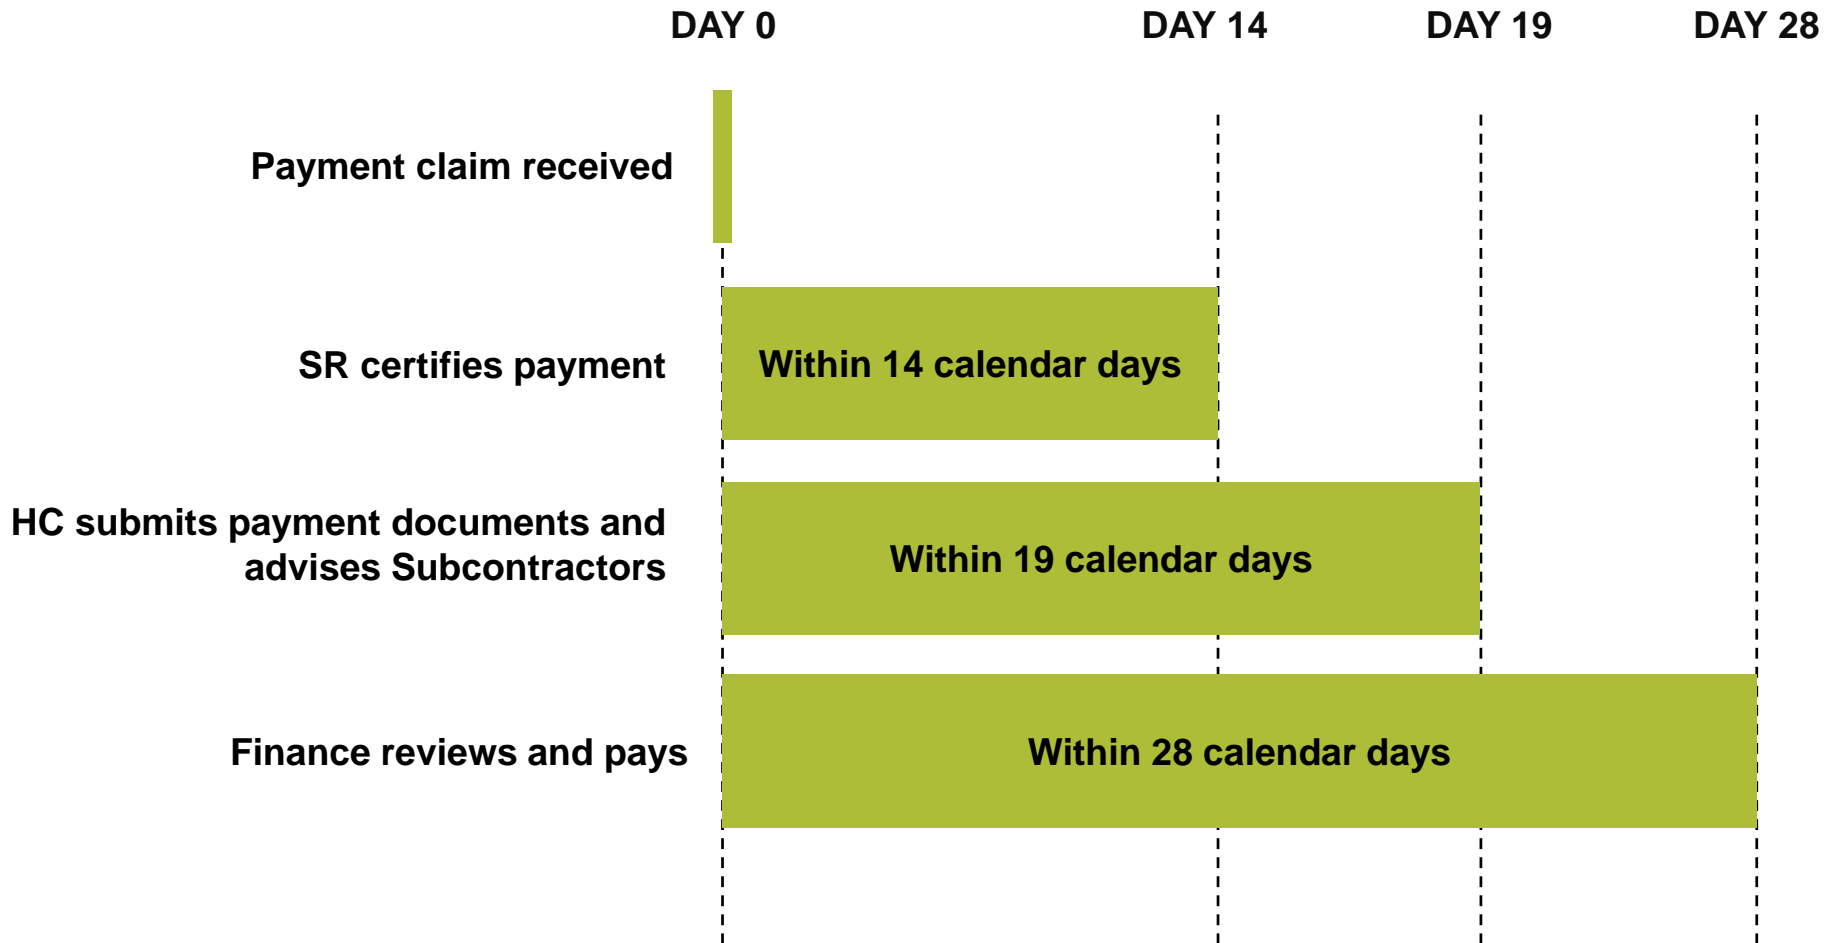 DAY 0
DAY 14
DAY 19
DAY 28
Payment claim received
SR certifies payment
Within 14 calendar days
HC submits payment documents and
advises Subcontractors
Within 19 calendar days
Finance reviews and pays
Within 28 calendar days